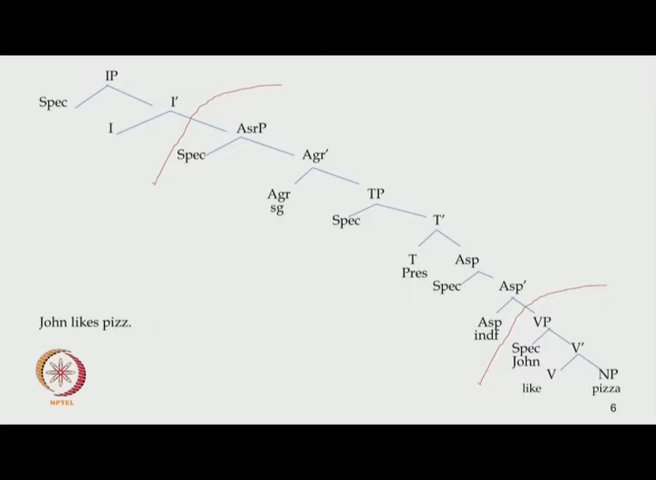 IP
Spec I'
I AsrP
Spec Agr'
Agr TP
sg
Spec T'
T Asp
Pres
Spec Asp'
Asp VP
indf
Spec V'
John
V NP
like pizza
John likes pizz.
NPTEL
6